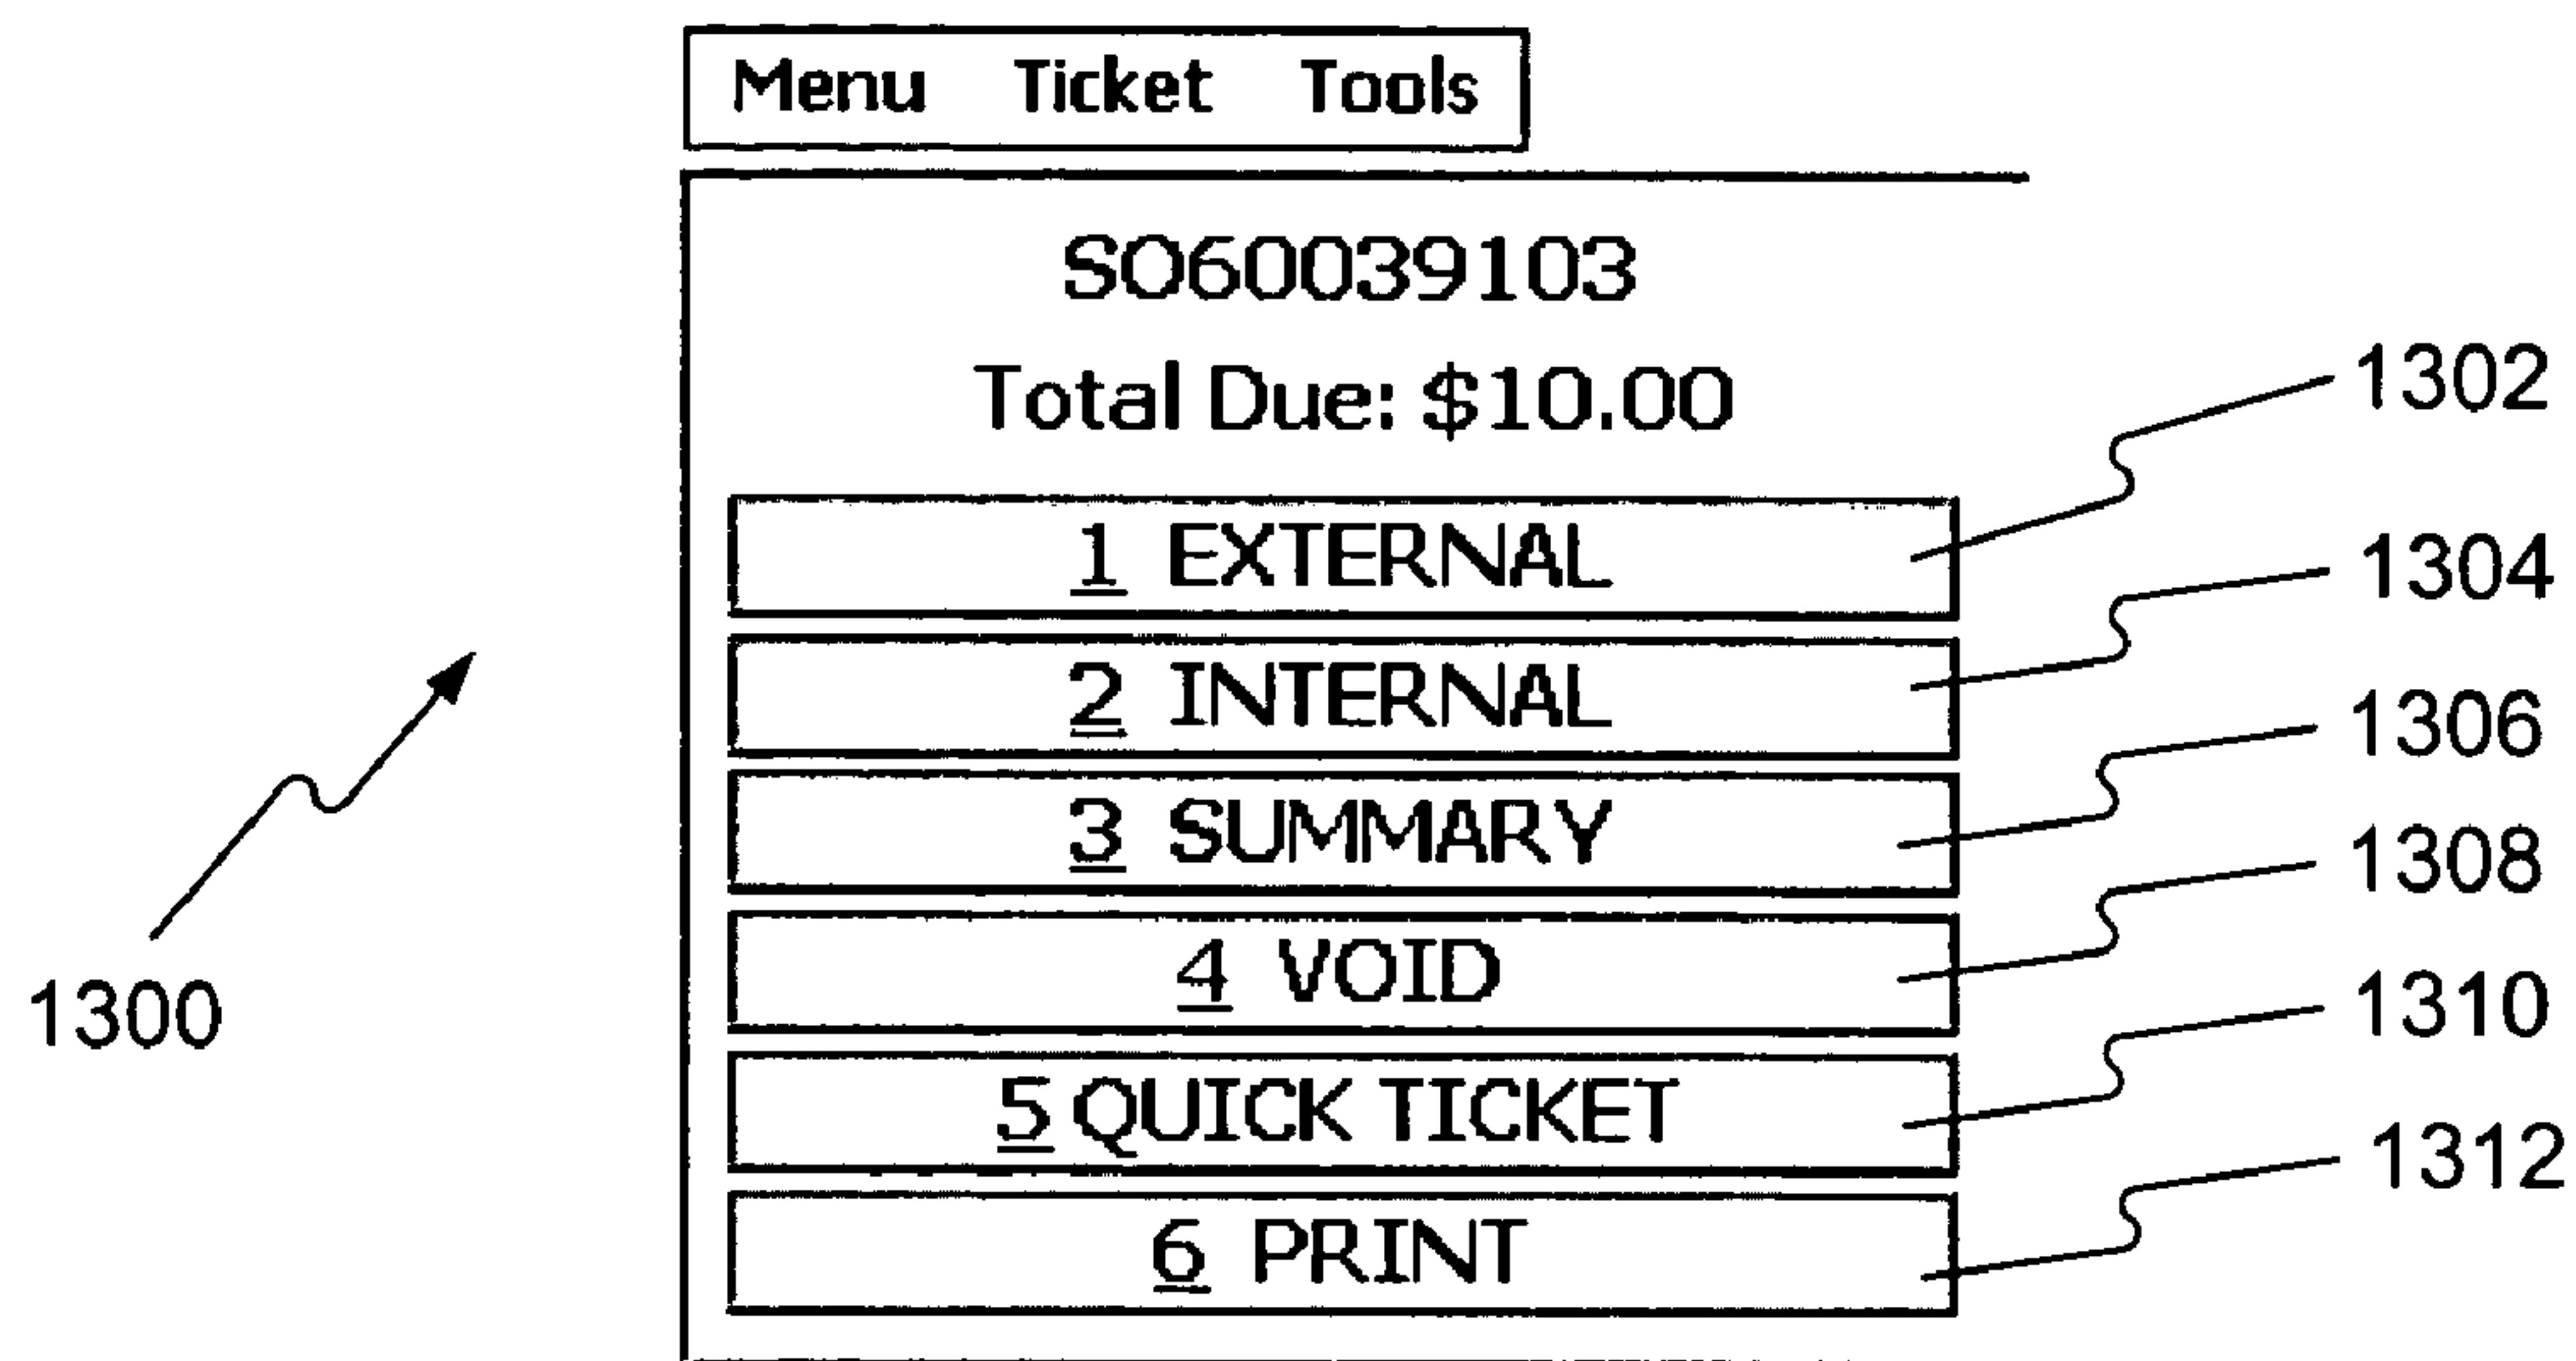 Menu Ticket Tools
SO60039103
Total Due: $10.00
1302
1 EXTERNAL
1304
2 INTERNAL
1306
3 SUMMARY
1308
4 VOID
1300
1310
5 QUICK TICKET
1312
6 PRINT